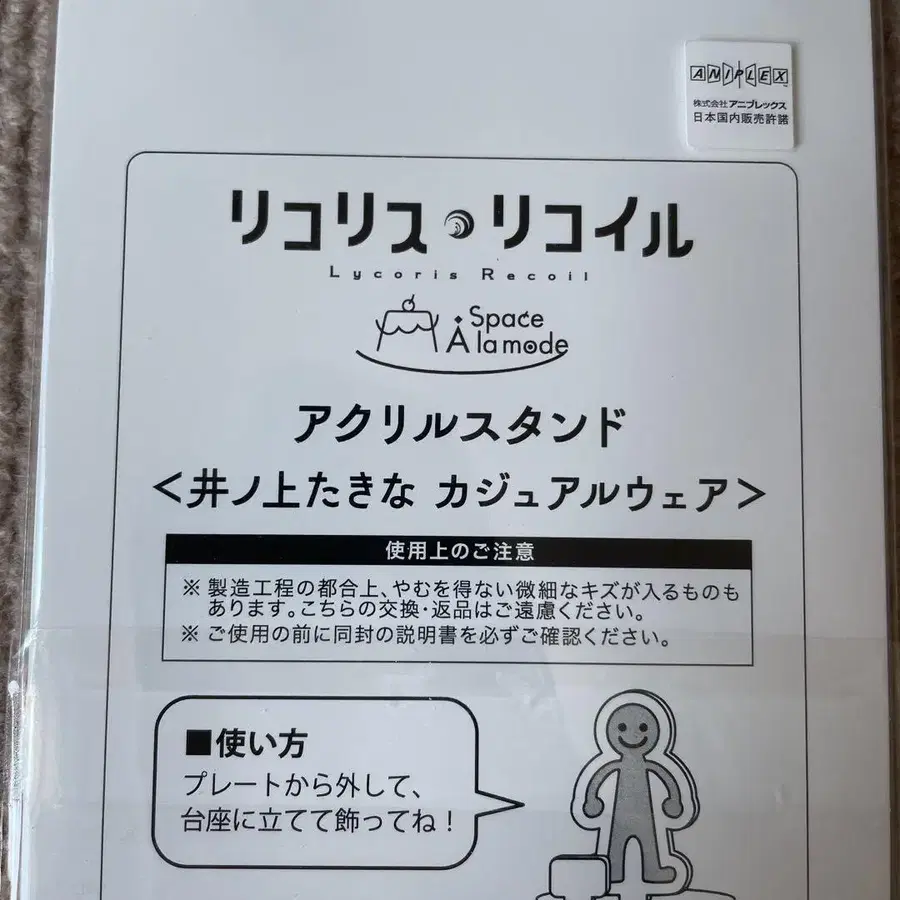 ANIPLEX
株式会社アニプレックス
日本国内販売許諾
リコリス・リコイル
Lycoris Recoil
Space
À la mode
アクリルスタンド
＜井ノ上たきな カジュアルウェア＞
使用上のご注意
※ 製造工程の都合上、やむを得ない微細なキズが入るものも
あります。こちらの交換・返品はご遠慮ください。
※ ご使用の前に同封の説明書を必ずご確認ください。
■使い方
プレートから外して、
台座に立てて飾ってね！